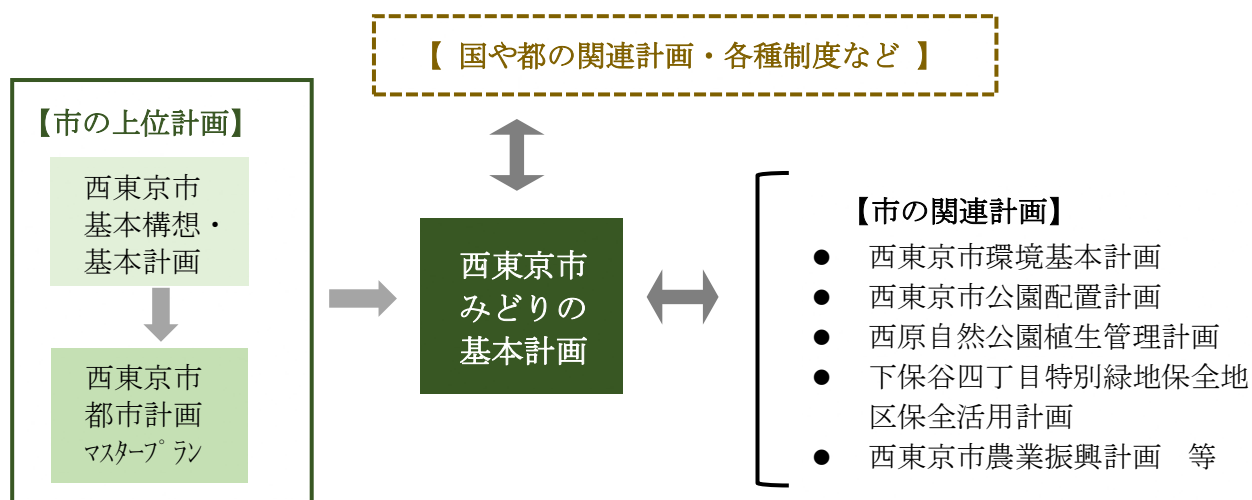 【 国や都の関連計画・各種制度など 】
【市の上位計画】
西東京市
基本構想・
基本計画
西東京市
都市計画
ﾏｽﾀｰﾌﾟﾗﾝ
西東京市
みどりの
基本計画
【市の関連計画】
● 西東京市環境基本計画
● 西東京市公園配置計画
● 西原自然公園植生管理計画
● 下保谷四丁目特別緑地保全地
区保全活用計画
● 西東京市農業振興計画　等